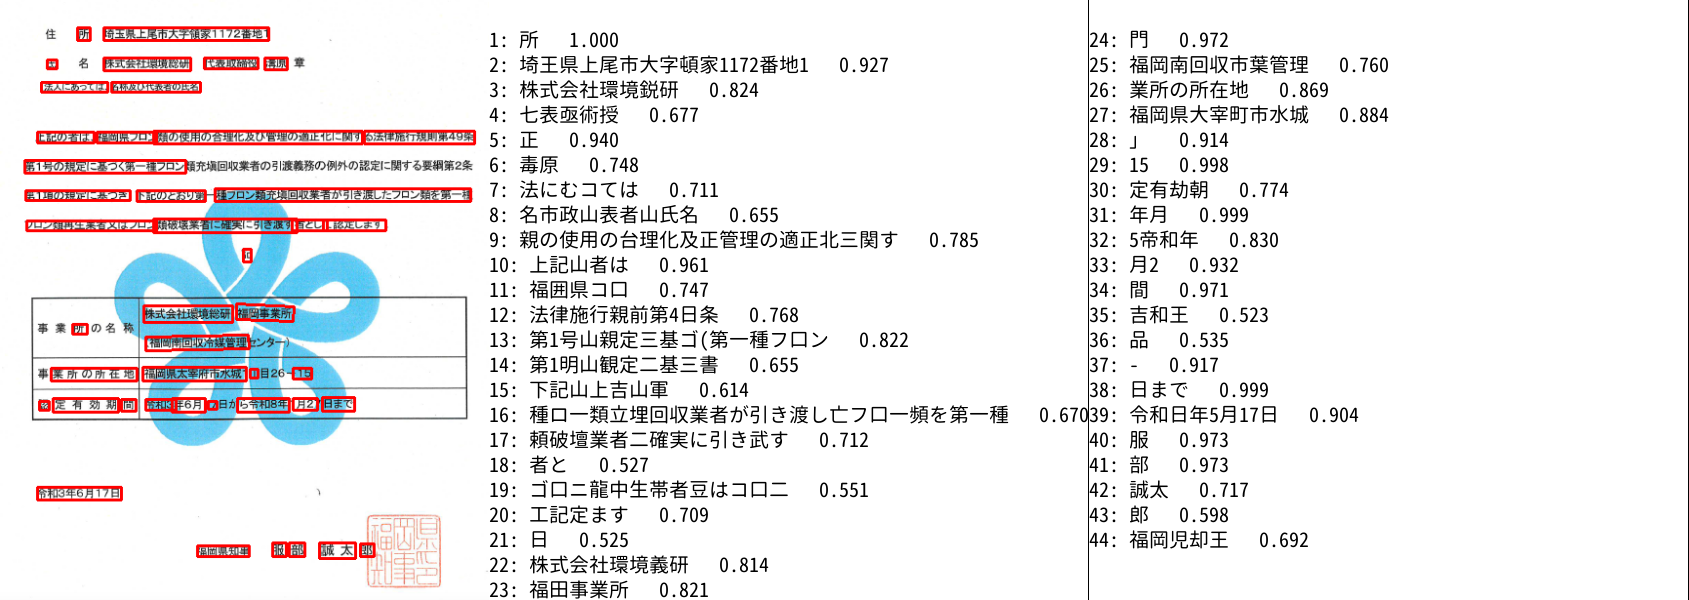 住 所 埼玉県上尾市大字領家1172番地1
氏 名 株式会社環境総研 代表取締役 溝原 章
法人にあっては、名称及び代表者の氏名
上記の者は、福岡県フロン類の使用の合理化及び管理の適正化に関する法律施行規則第49条
第1号の規定に基づく第一種フロン類充塡回収業者の引渡義務の例外の認定に関する要綱第2条
第1項の規定に基づき、下記のとおり第一種フロン類充塡回収業者が引き渡したフロン類を第一種
フロン類再生業者又はフロン類破壊業者に確実に引き渡す者として認定します。
記
事業所の名称
株式会社環境総研 福岡事業所
(福岡南回収冷媒管理センター)
事業所の所在地 福岡県太宰府市水城 丁目26-15
認定有効期間 令和3年6月17日から令和8年 月2 日まで
令和3年6月17日
福岡県知事 服部 誠太郎
1: 所 1.000
2: 埼玉県上尾市大字頓家1172番地1 0.927
3: 株式会社環境鋭研 0.824
4: 七表亟術授 0.677
5: 正 0.940
6: 毒原 0.748
7: 法にむコては 0.711
8: 名市政山表者山氏名 0.655
9: 親の使用の台理化及正管理の適正北三関す 0.785
10: 上記山者は 0.961
11: 福囲県コ口 0.747
12: 法律施行親前第4日条 0.768
13: 第1号山親定三基ゴ(第一種フロン 0.822
14: 第1明山観定二基三書 0.655
15: 下記山上吉山軍 0.614
16: 種ロー類立埋回収業者が引き渡し亡フロー頻を第一種 0.670
17: 頼破壇業者二確実に引き武す 0.712
18: 者と 0.527
19: ゴロニ龍中生帯者豆はコロ二 0.551
20: 工記定ます 0.709
21: 日 0.525
22: 株式会社環境義研 0.814
23: 福田事業所 0.821
24: 門 0.972
25: 福岡南回収市葉管理 0.760
26: 業所の所在地 0.869
27: 福岡県大宰町市水城 0.884
28: 」 0.914
29: 15 0.998
30: 定有劫朝 0.774
31: 年月 0.999
32: 5帝和年 0.830
33: 月2 0.932
34: 間 0.971
35: 吉和王 0.523
36: 品 0.535
37: - 0.917
38: 日まで 0.999
39: 令和日年5月17日 0.904
40: 服 0.973
41: 部 0.973
42: 誠太 0.717
43: 郎 0.598
44: 福岡児却王 0.692